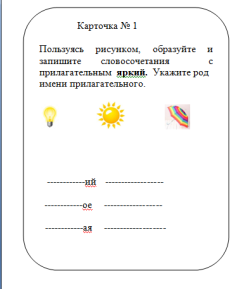 Карточка № 1
Пользуясь рисунком, образуйте и
запишите словосочетания с
прилагательным яркий. Укажите род
имени прилагательного.
------------ий ------------------
------------ое ------------------
------------ая -------------------